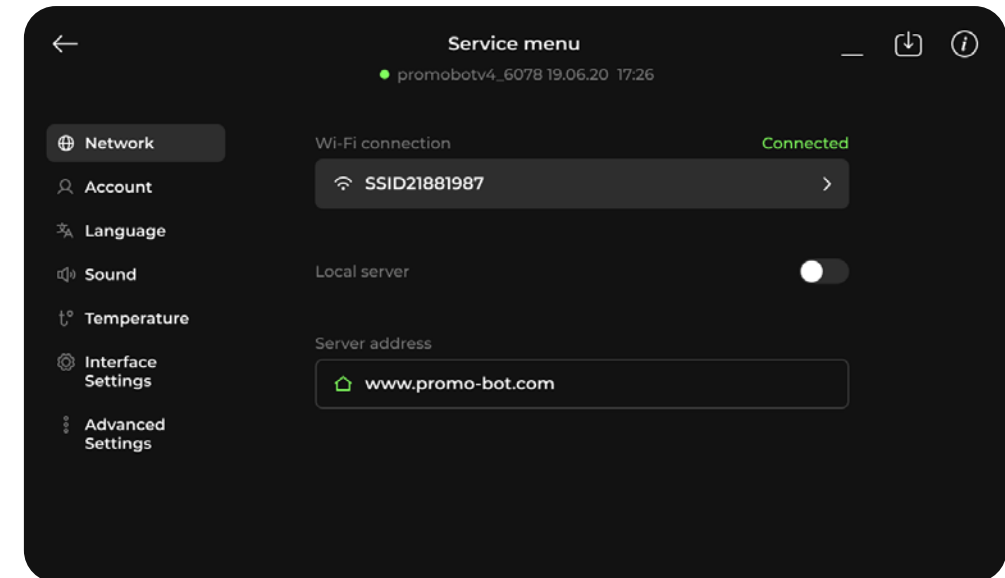 Service menu
promobotv4_6078 19.06.20 17:26
Network
Account
Language
Sound
t° Temperature
Interface
Settings
Advanced
Settings
Wi-Fi connection
Connected
SSID21881987
Local server
Server address
www.promo-bot.com